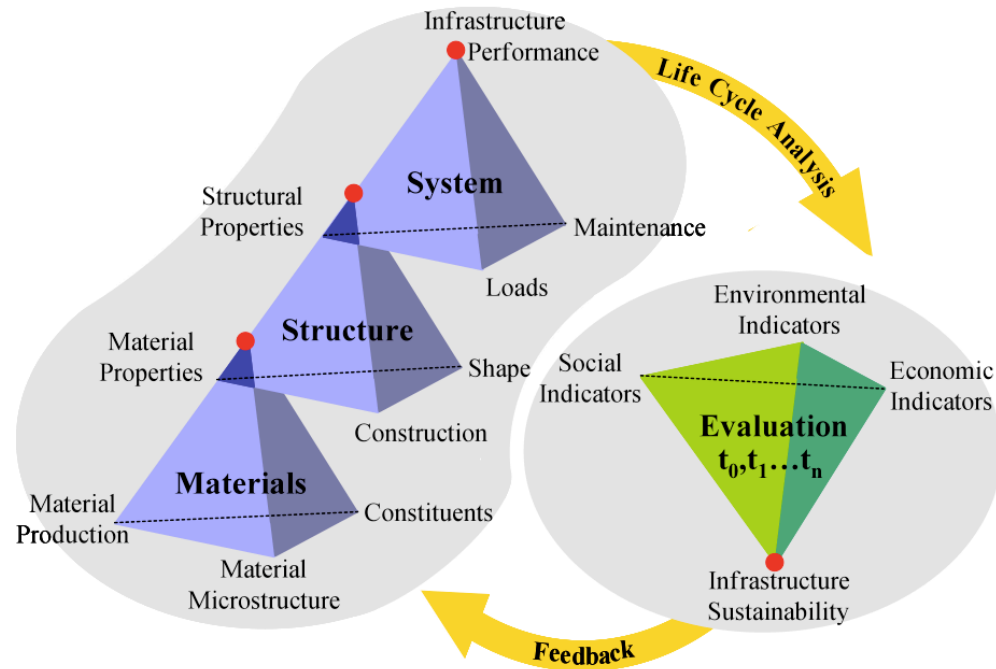 Infrastructure
Performance
Life Cycle Analysis
System
Structural
Properties
Maintenance
Loads
Structure
Material
Properties
Shape
Construction
Materials
Material
Production
Constituents
Material
Microstructure
Environmental
Indicators
Social
Indicators
Economic
Indicators
Evaluation
t₀,t₁…tₙ
Infrastructure
Sustainability
Feedback